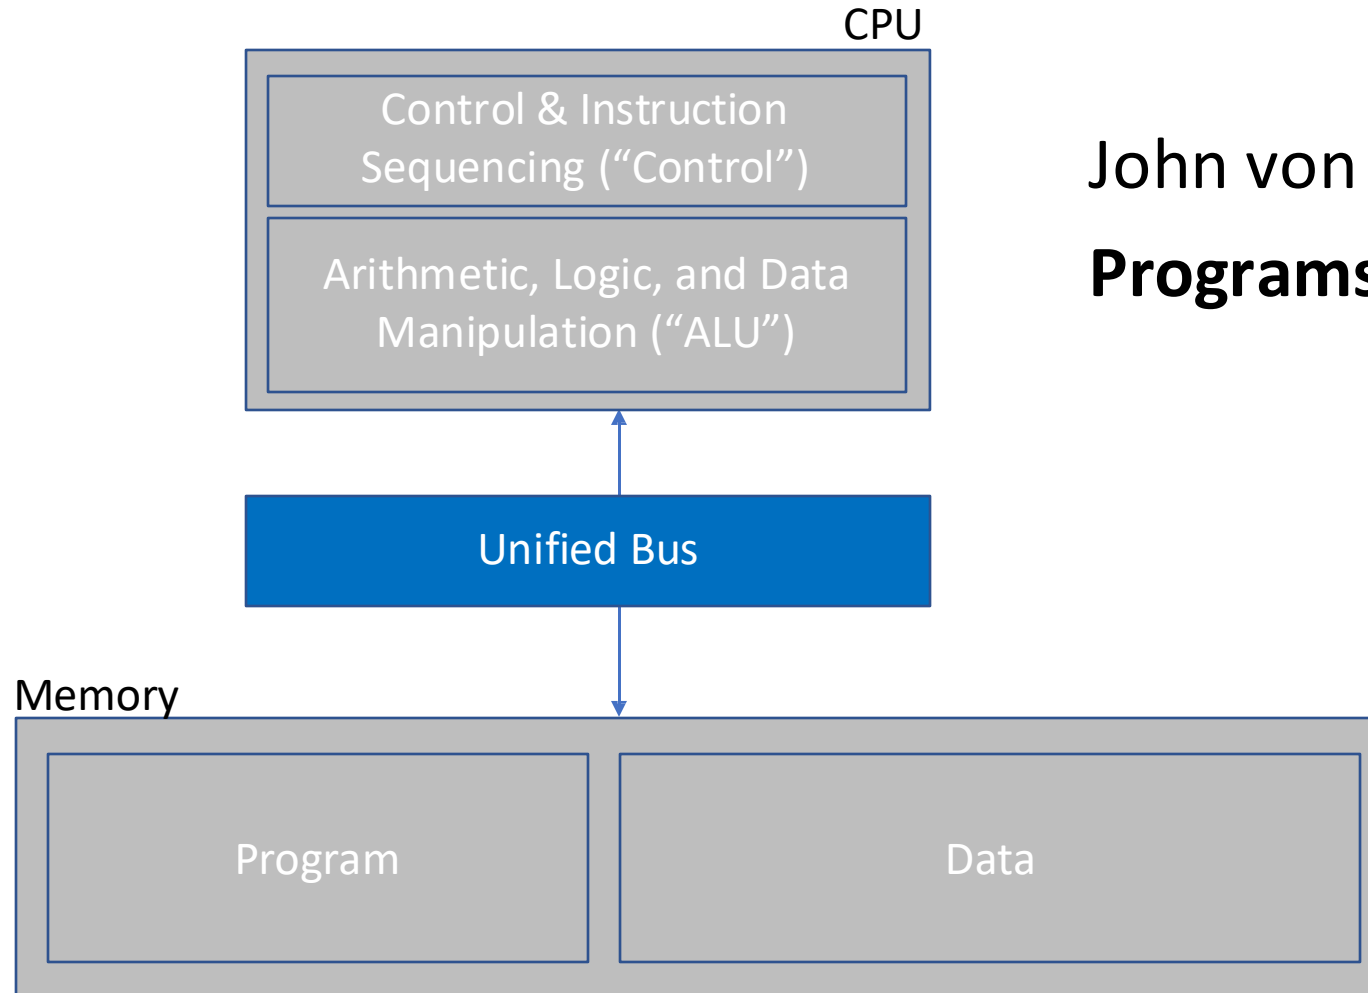 CPU
Control & Instruction
Sequencing (“Control”)
Arithmetic, Logic, and Data
Manipulation (“ALU”)
John von
Programs
Unified Bus
Memory
Program
Data